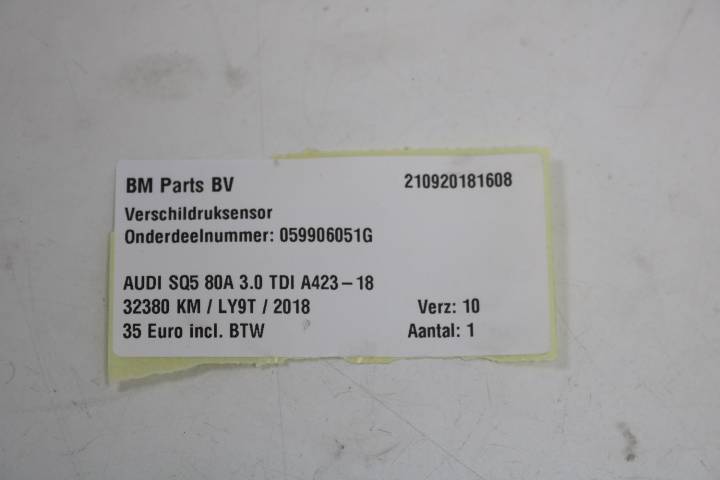 BM Parts BV 210920181608
Verschildruksensor
Onderdeelnummer: 059906051G
AUDI SQ5 80A 3.0 TDI A423-18
32380 KM / LY9T / 2018 Verz: 10
35 Euro incl. BTW Aantal: 1